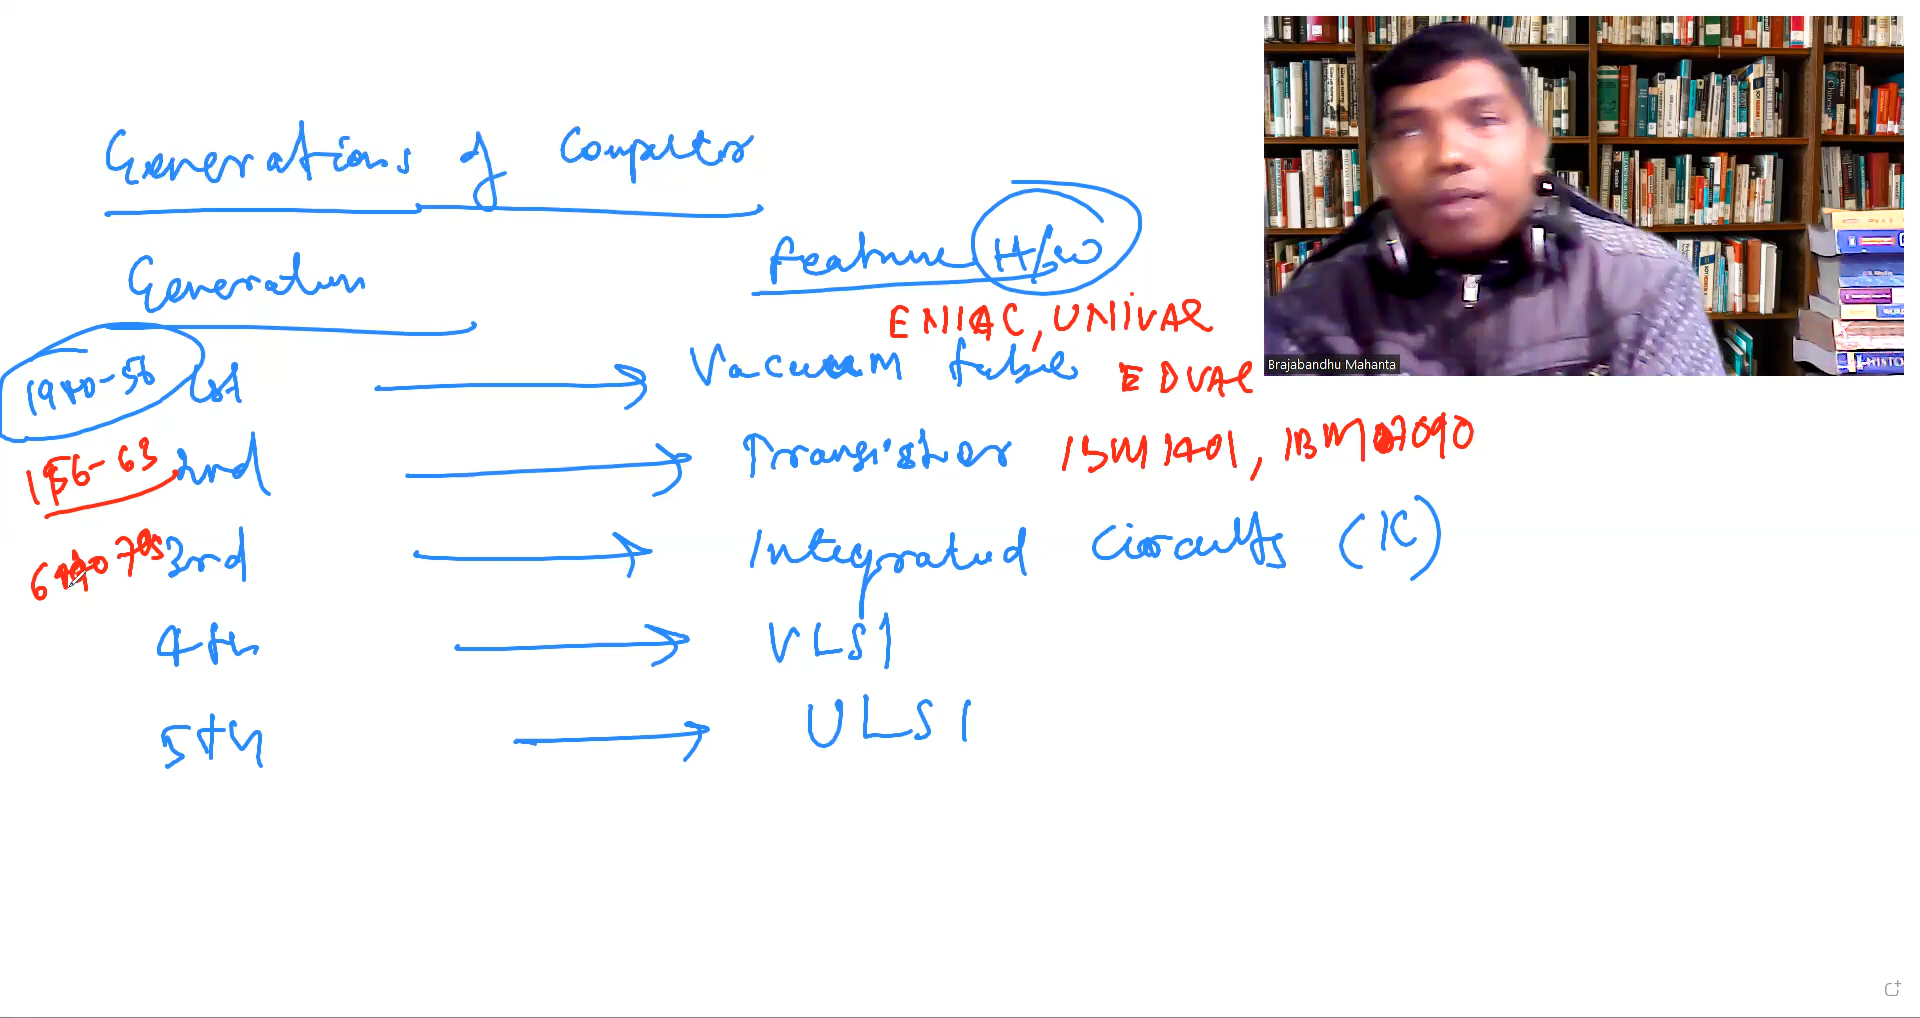 Generations of Computer
Generation Feature H/w
ENIAC, UNIVAC
1940-56 1st → Vacuum tube EDVAC
156-63 2nd → Transistor IBM 1401, IBM 7090
3rd → Integrated Circuits (IC)
4th → VLSI
5th → ULSI
Brajabandhu Mahanta